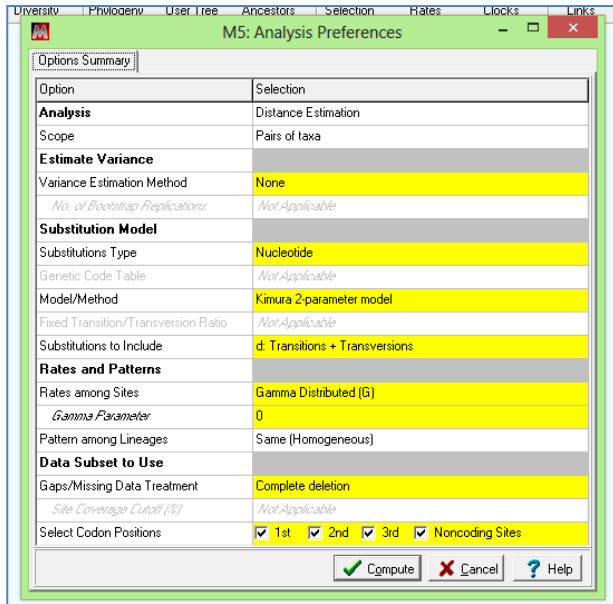 Diversity Phylogeny User Tree Ancestors Selection Rates Clocks Links
M5: Analysis Preferences
Options Summary
Option Selection
Analysis Distance Estimation
Scope Pairs of taxa
Estimate Variance
Variance Estimation Method None
No. of Bootstrap Replications Not Applicable
Substitution Model
Substitutions Type Nucleotide
Genetic Code Table Not Applicable
Model/Method Kimura 2-parameter model
Fixed Transition/Transversion Ratio Not Applicable
Substitutions to Include d: Transitions + Transversions
Rates and Patterns
Rates among Sites Gamma Distributed (G)
Gamma Parameter 0
Pattern among Lineages Same (Homogeneous)
Data Subset to Use
Gaps/Missing Data Treatment Complete deletion
Site Coverage Cutoff (%) Not Applicable
Select Codon Positions 1st 2nd 3rd Noncoding Sites
Compute Cancel Help